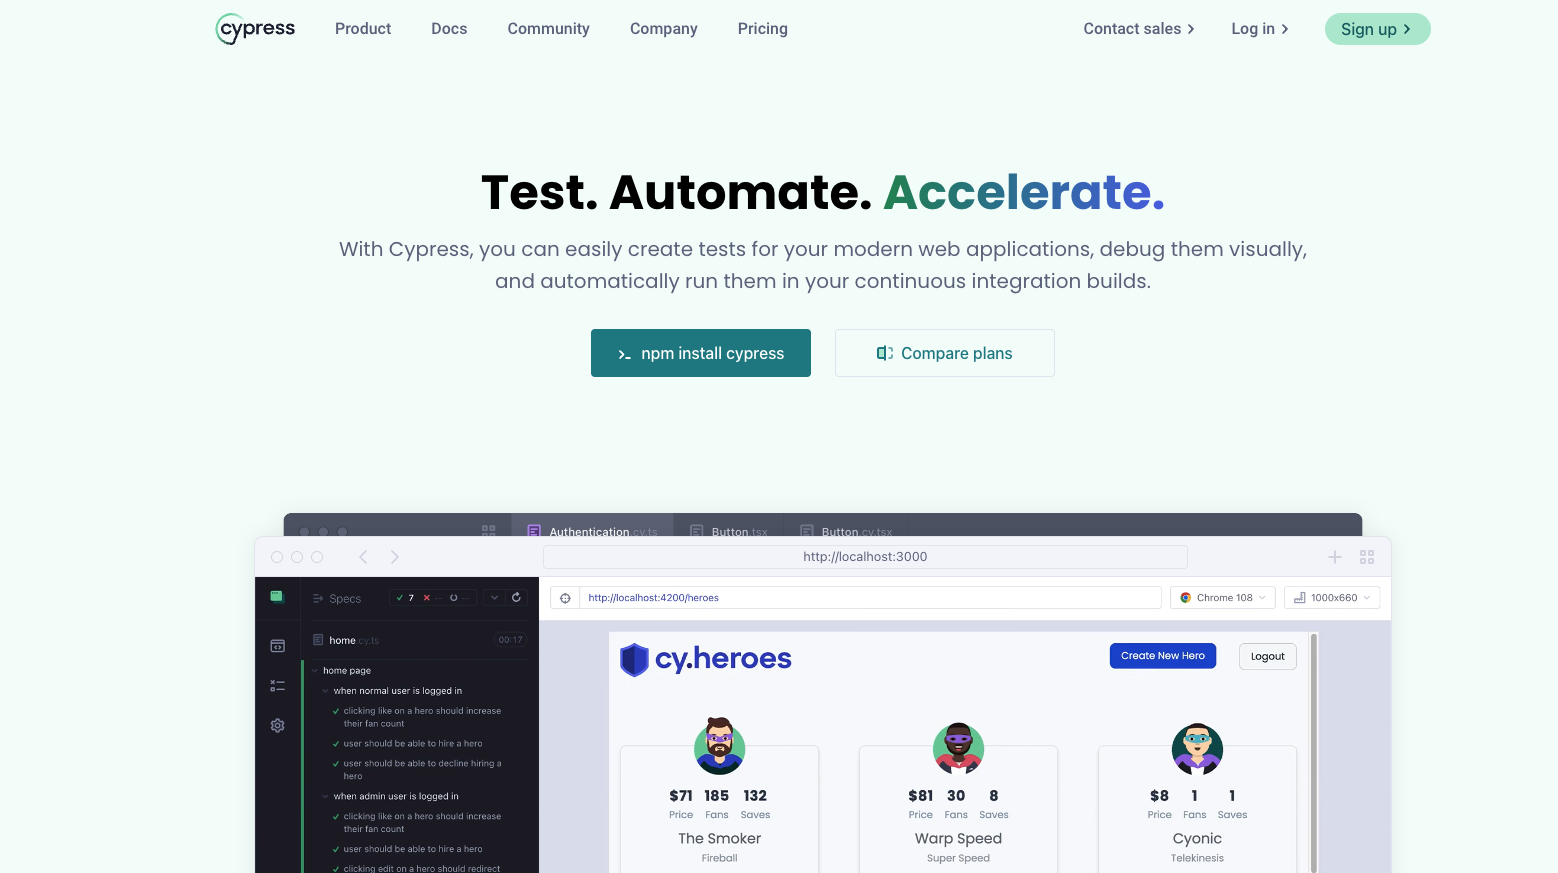 cypress Product Docs Community Company Pricing Contact sales Log in Sign up
Test. Automate. Accelerate.
With Cypress, you can easily create tests for your modern web applications, debug them visually,
and automatically run them in your continuous integration builds.
npm install cypress Compare plans
Authentication.cy.ts Button.tsx Button.cy.tsx
http://localhost:3000
Specs 7 -- --
http://localhost:4200/heroes Chrome 108 1000x660
home.cy.ts 00:17
home page
when normal user is logged in
clicking like on a hero should increase
their fan count
user should be able to hire a hero
user should be able to decline hiring a
hero
when admin user is logged in
clicking like on a hero should increase
their fan count
user should be able to hire a hero
clicking edit on a hero should redirect
cy.heroes Create New Hero Logout
$71 185 132
Price Fans Saves
The Smoker
Fireball
$81 30 8
Price Fans Saves
Warp Speed
Super Speed
$8 1 1
Price Fans Saves
Cyonic
Telekinesis